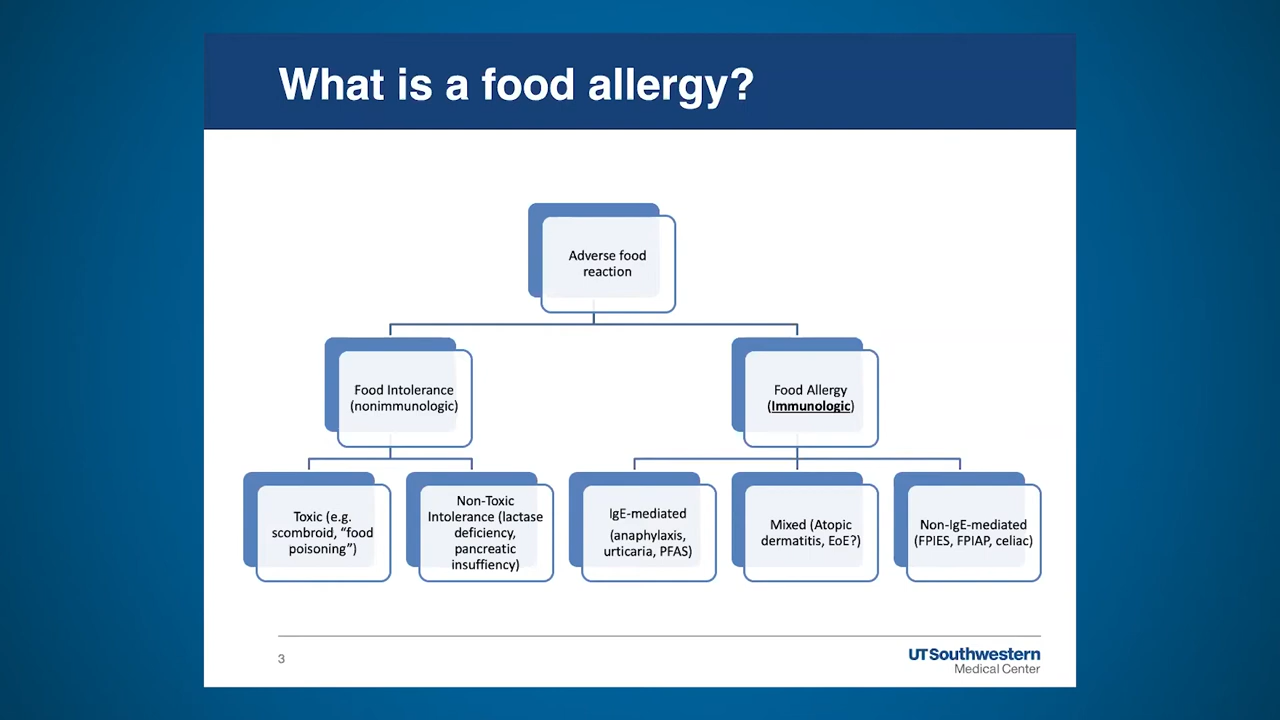 What is a food allergy?
Adverse food
reaction
Food Intolerance
(nonimmunologic)
Food Allergy
(Immunologic)
Toxic (e.g.
scombroid, “food
poisoning”)
Non-Toxic
Intolerance (lactase
deficiency,
pancreatic
insuffiency)
IgE-mediated
(anaphylaxis,
urticaria, PFAS)
Mixed (Atopic
dermatitis, EoE?)
Non-IgE-mediated
(FPIES, FPIAP, celiac)
3
UTSouthwestern
Medical Center